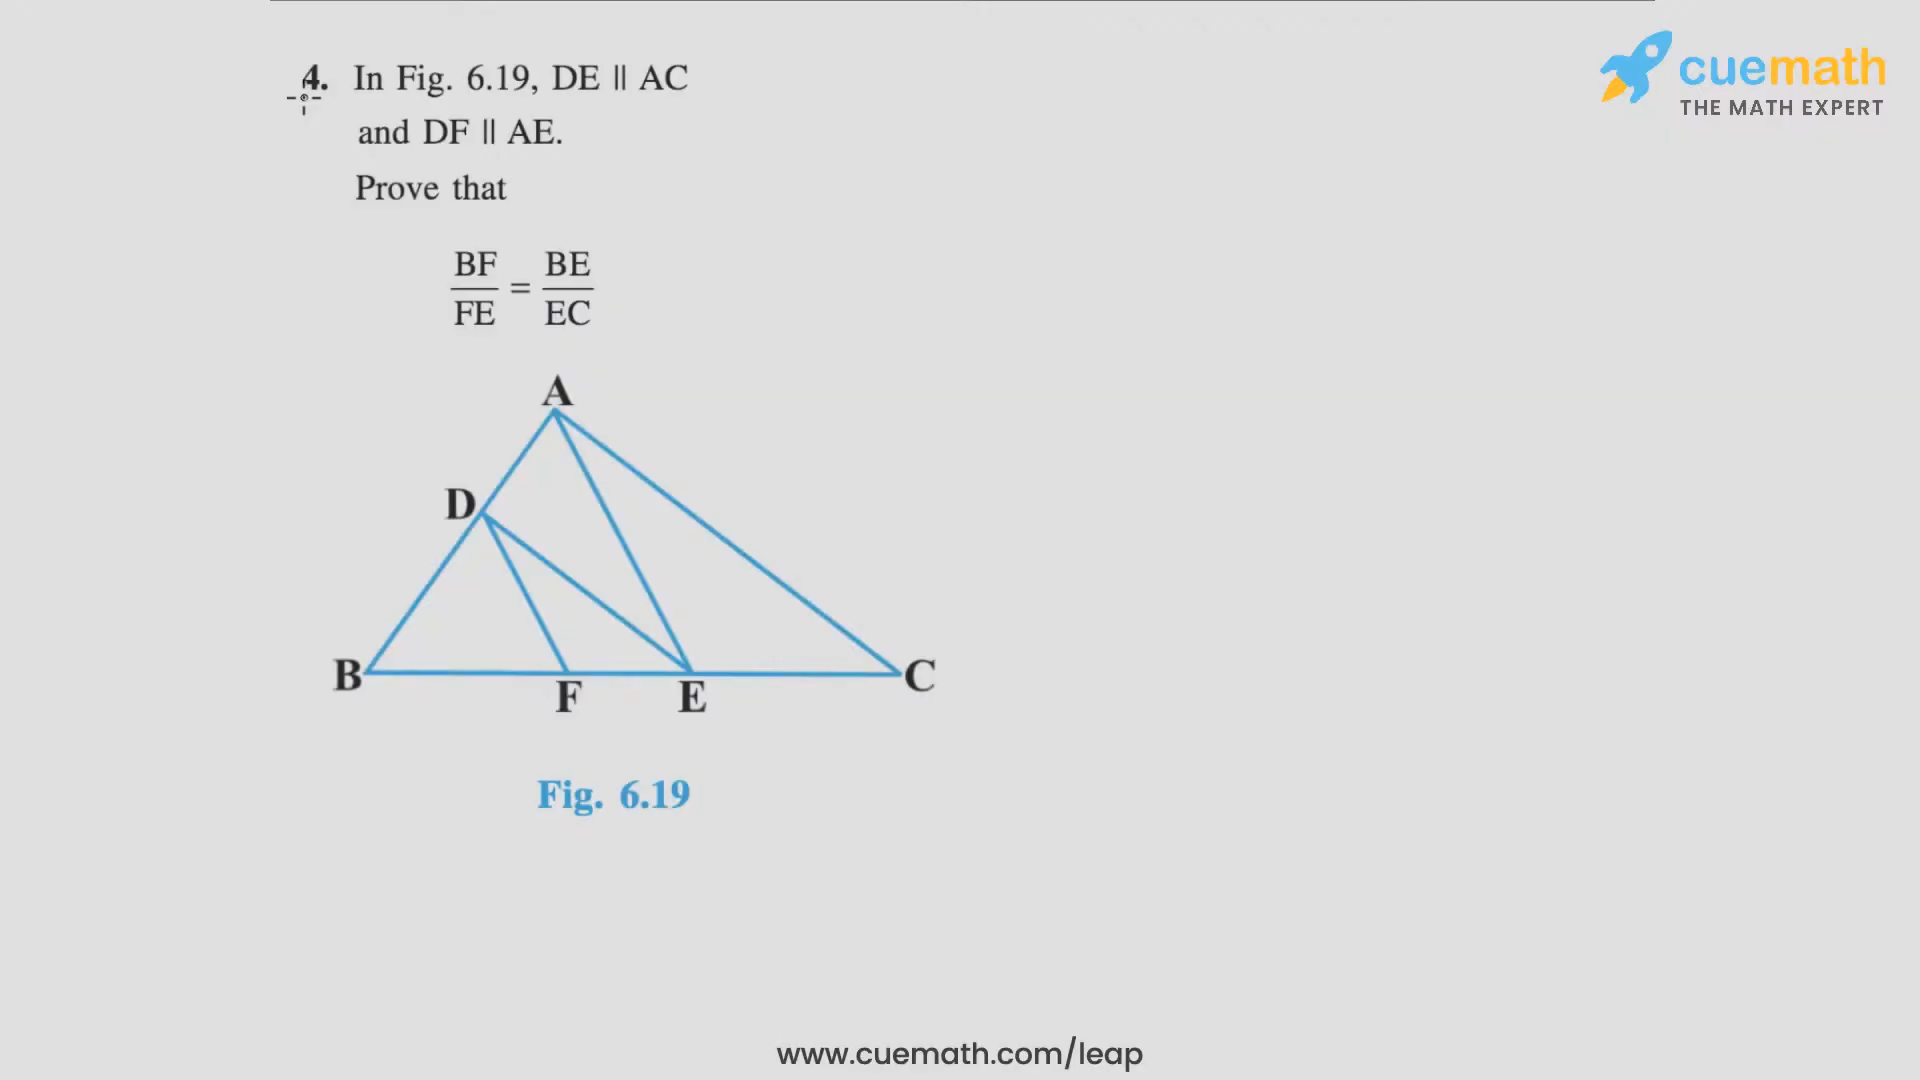 cuemath
THE MATH EXPERT
4. In Fig. 6.19, DE || AC
and DF || AE.
Prove that
BF/FE = BE/EC
A
D
B
F
E
C
Fig. 6.19
www.cuemath.com/leap